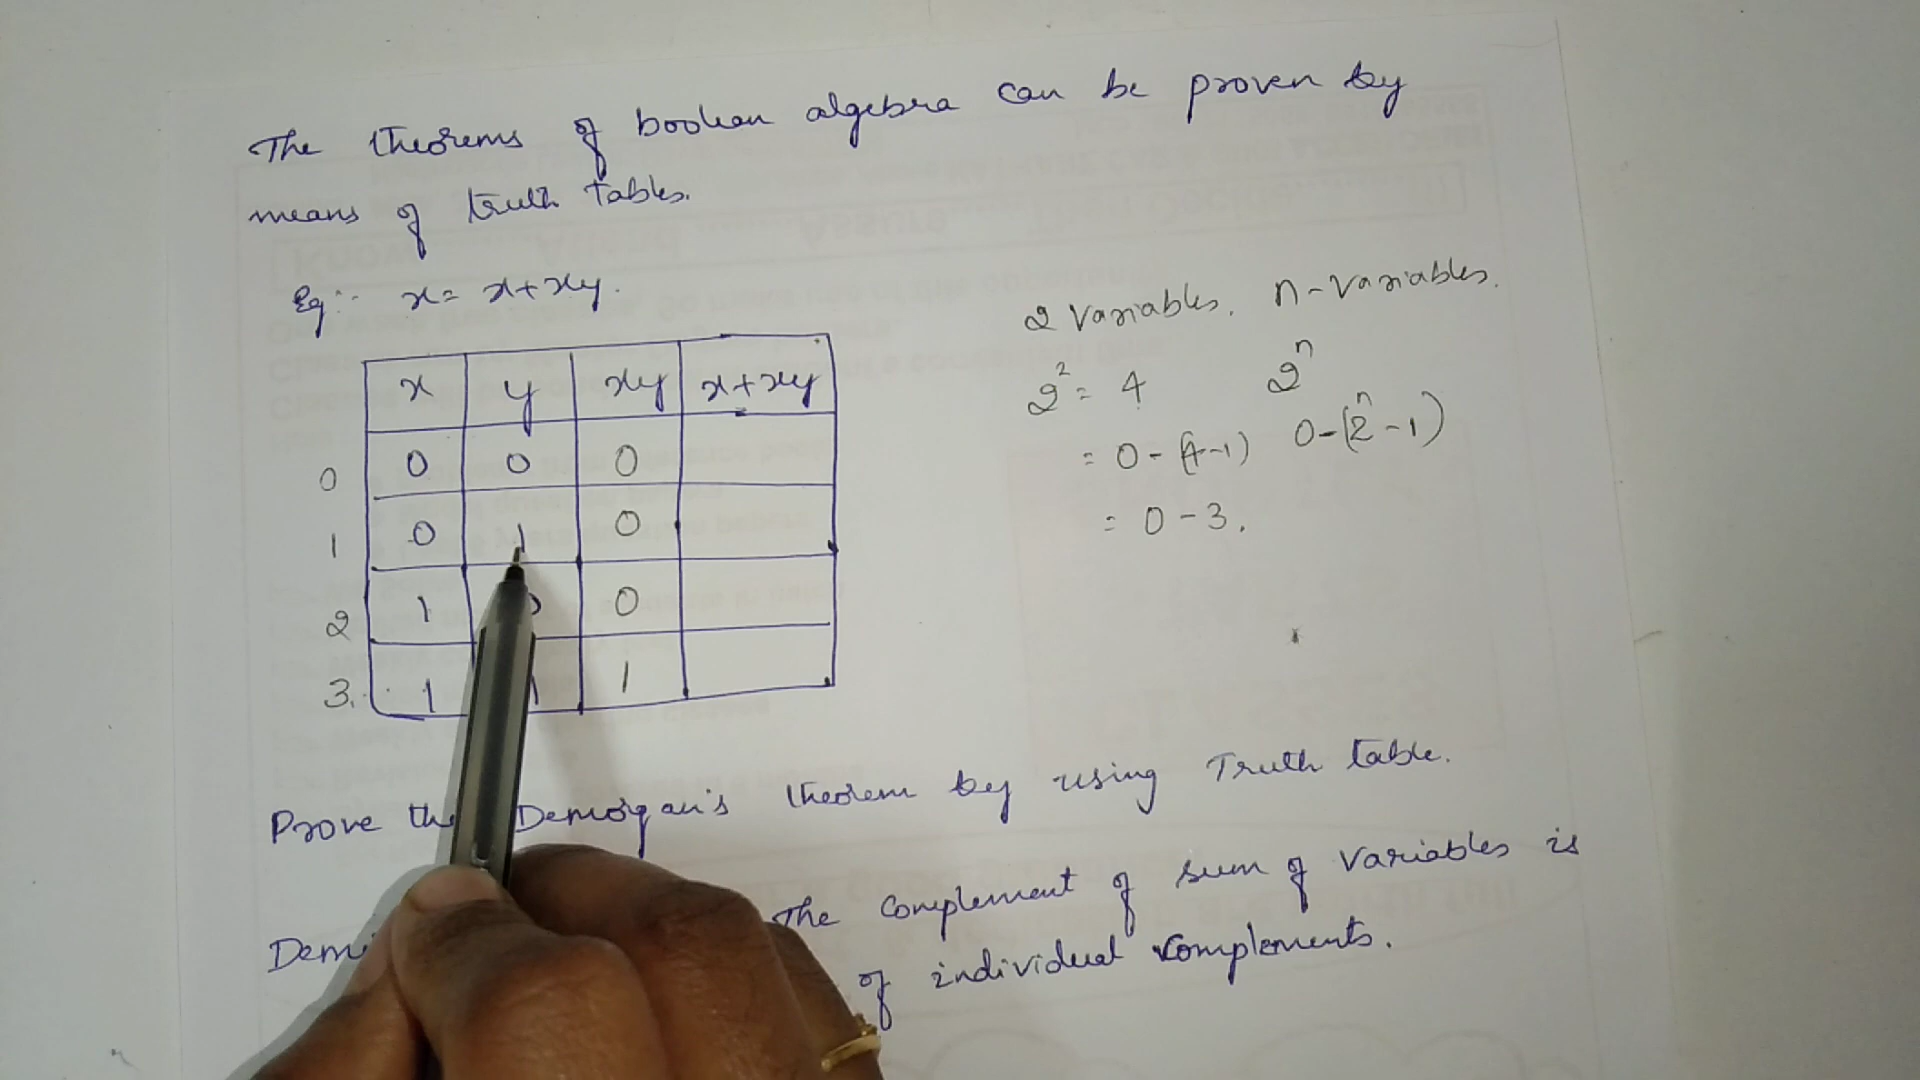 The theorems of boolean algebra can be proven by
means of truth tables.
Eg:- x = x+xy.
x y xy x+xy
0 0 0 0
1 0 1 0
2 1 0
3. 1 1 1
2 variables. n-variables.
2² = 4 2ⁿ
= 0-(4-1) 0-(2ⁿ-1)
= 0-3.
Prove the Demorgan's theorem by using Truth table.
The complement of sum of variables is
of individual complements.